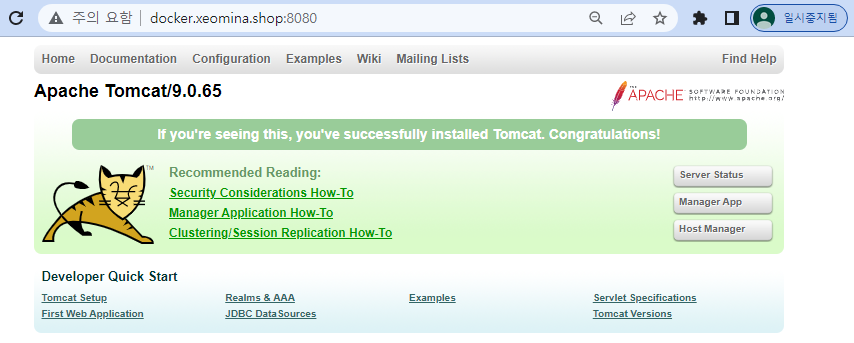 주의 요함 | docker.xeomina.shop:8080 일시중지됨
Home Documentation Configuration Examples Wiki Mailing Lists Find Help
Apache Tomcat/9.0.65
THE
APACHE SOFTWARE FOUNDATION
http://www.apache.org/
If you're seeing this, you've successfully installed Tomcat. Congratulations!
TM
Recommended Reading:
Security Considerations How-To
Manager Application How-To
Clustering/Session Replication How-To
Server Status
Manager App
Host Manager
Developer Quick Start
Tomcat Setup
First Web Application
Realms & AAA
JDBC DataSources
Examples
Servlet Specifications
Tomcat Versions